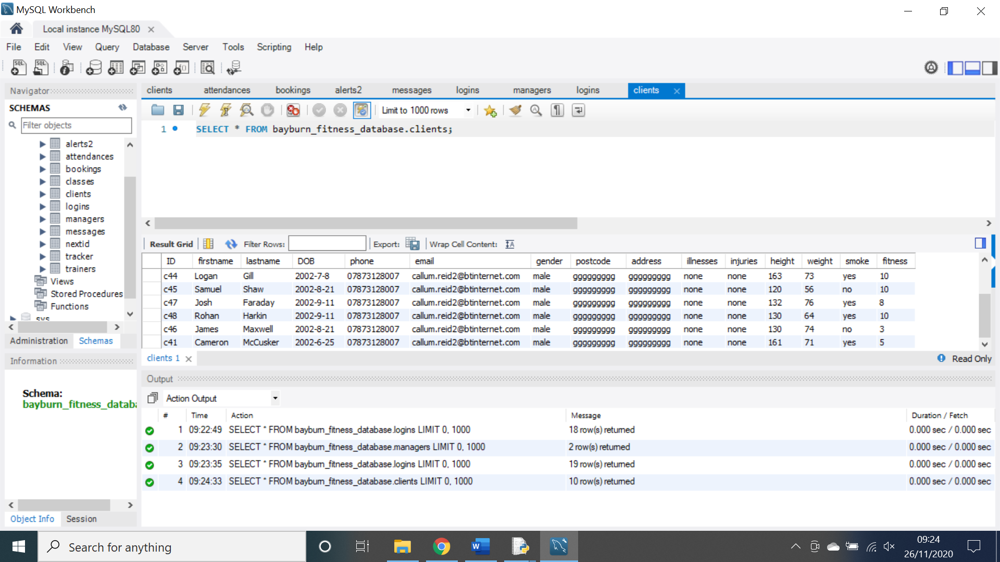 MySQL Workbench
Local instance MySQL80
File Edit View Query Database Server Tools Scripting Help
Navigator
SCHEMAS
Filter objects
alerts2
attendances
bookings
classes
clients
logins
managers
messages
nextid
tracker
trainers
Views
Stored Procedures
Functions
sys
Administration Schemas
Information
Schema:
bayburn_fitness_databa
Object Info Session
clients attendances bookings alerts2 messages logins managers logins clients
Limit to 1000 rows
1 SELECT * FROM bayburn_fitness_database.clients;
Result Grid Filter Rows: Export: Wrap Cell Content:
ID firstname lastname DOB phone email gender postcode address illnesses injuries height weight smoke fitness
c44 Logan Gill 2002-7-8 07873128007 callum.reid2@btinternet.com male ggggggggg ggggggggg none none 163 73 yes 10
c45 Samuel Shaw 2002-8-21 07873128007 callum.reid2@btinternet.com male ggggggggg ggggggggg none none 120 56 no 10
c47 Josh Faraday 2002-9-11 07873128007 callum.reid2@btinternet.com male ggggggggg ggggggggg none none 132 76 yes 8
c48 Rohan Harkin 2002-9-11 07873128007 callum.reid2@btinternet.com male ggggggggg ggggggggg none none 130 64 yes 10
c46 James Maxwell 2002-8-21 07873128007 callum.reid2@btinternet.com male ggggggggg ggggggggg none none 130 74 no 3
c41 Cameron McCusker 2002-6-25 07873128007 callum.reid2@btinternet.com male ggggggggg ggggggggg none none 161 71 yes 5
clients 1
Read Only
Output
Action Output
# Time Action Message Duration / Fetch
1 09:22:49 SELECT * FROM bayburn_fitness_database.logins LIMIT 0, 1000 18 row(s) returned 0.000 sec / 0.000 sec
2 09:23:30 SELECT * FROM bayburn_fitness_database.managers LIMIT 0, 1000 2 row(s) returned 0.000 sec / 0.000 sec
3 09:23:35 SELECT * FROM bayburn_fitness_database.logins LIMIT 0, 1000 19 row(s) returned 0.000 sec / 0.000 sec
4 09:24:33 SELECT * FROM bayburn_fitness_database.clients LIMIT 0, 1000 10 row(s) returned 0.000 sec / 0.000 sec
Search for anything
09:24
26/11/2020